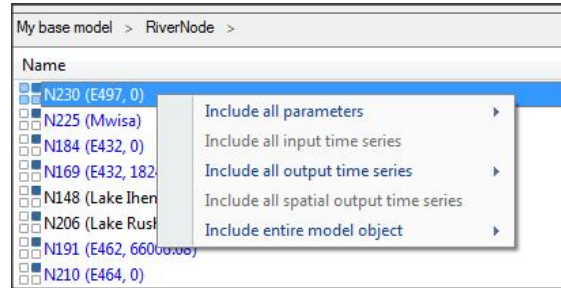 My base model > RiverNode >
Name
N230 (E497, 0)
N225 (Mwisa)
N184 (E432, 0)
N169 (E432, 182
N148 (Lake Ihen
N206 (Lake Rush
N191 (E462, 66000.08)
N210 (E464, 0)
Include all parameters
Include all input time series
Include all output time series
Include all spatial output time series
Include entire model object